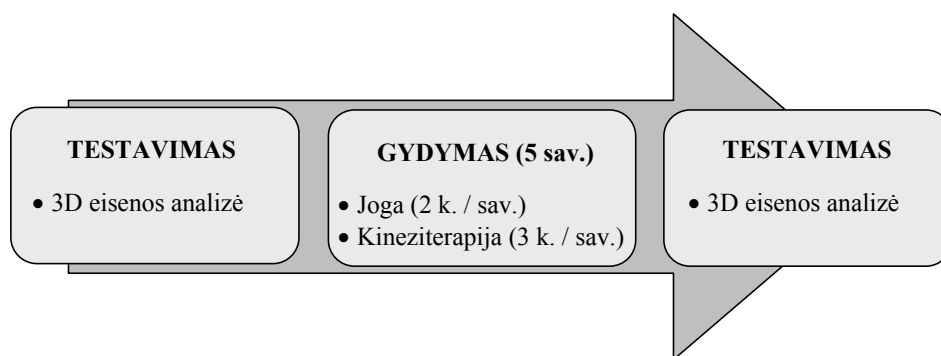 TESTAVIMAS
• 3D eisenos analizė
GYDYMAS (5 sav.)
• Joga (2 k. / sav.)
• Kineziterapija (3 k. / sav.)
TESTAVIMAS
• 3D eisenos analizė